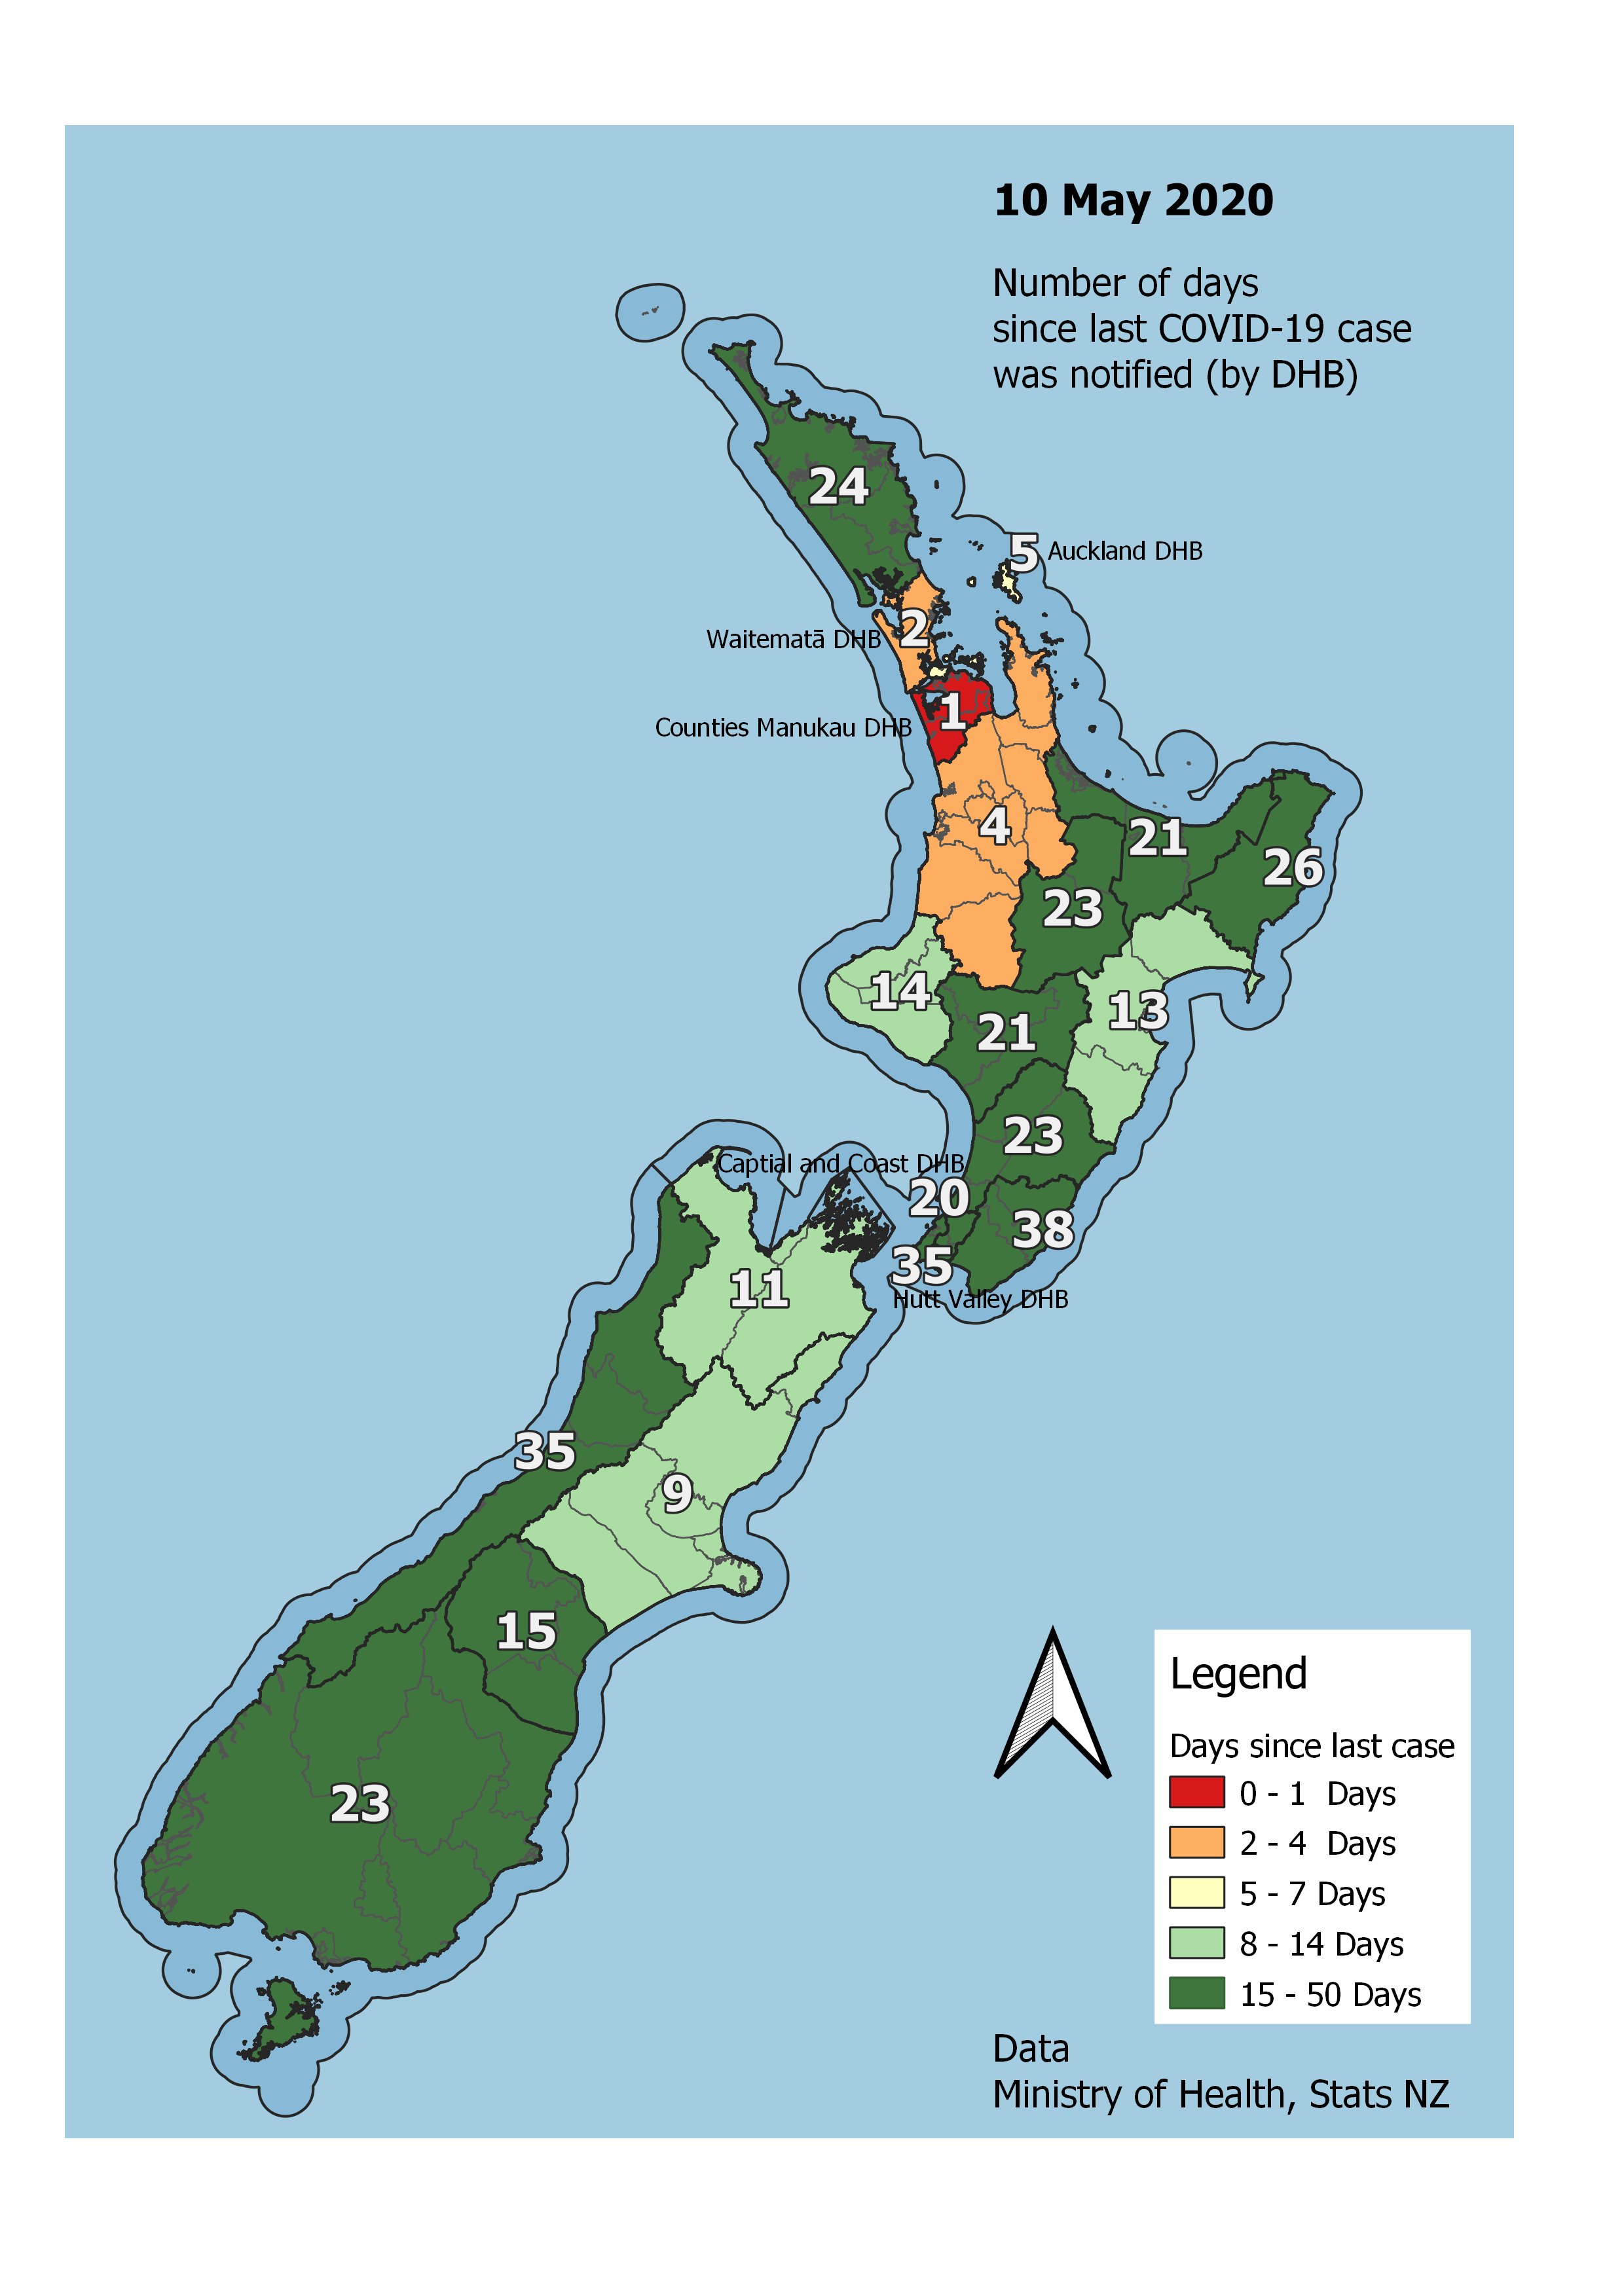 10 May 2020
Number of days
since last COVID-19 case
was notified (by DHB)
24
5 Auckland DHB
Waitematā DHB 2
Counties Manukau DHB 1
4
21
26
23
14
13
21
23
Captial and Coast DHB
20
38
35
Hutt Valley DHB
11
35
9
15
23
Legend
Days since last case
0 - 1 Days
2 - 4 Days
5 - 7 Days
8 - 14 Days
15 - 50 Days
Data
Ministry of Health, Stats NZ